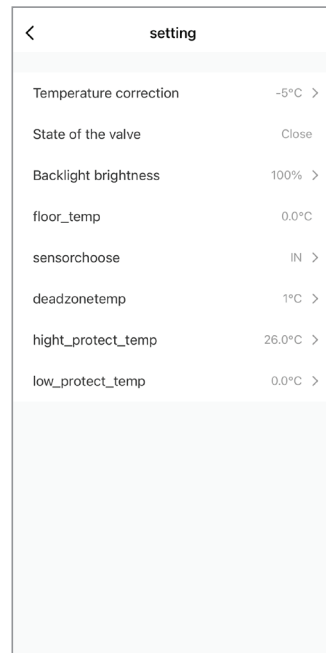 setting
Temperature correction -5°C
State of the valve Close
Backlight brightness 100%
floor_temp 0.0°C
sensorchoose IN
deadzonetemp 1°C
hight_protect_temp 26.0°C
low_protect_temp 0.0°C